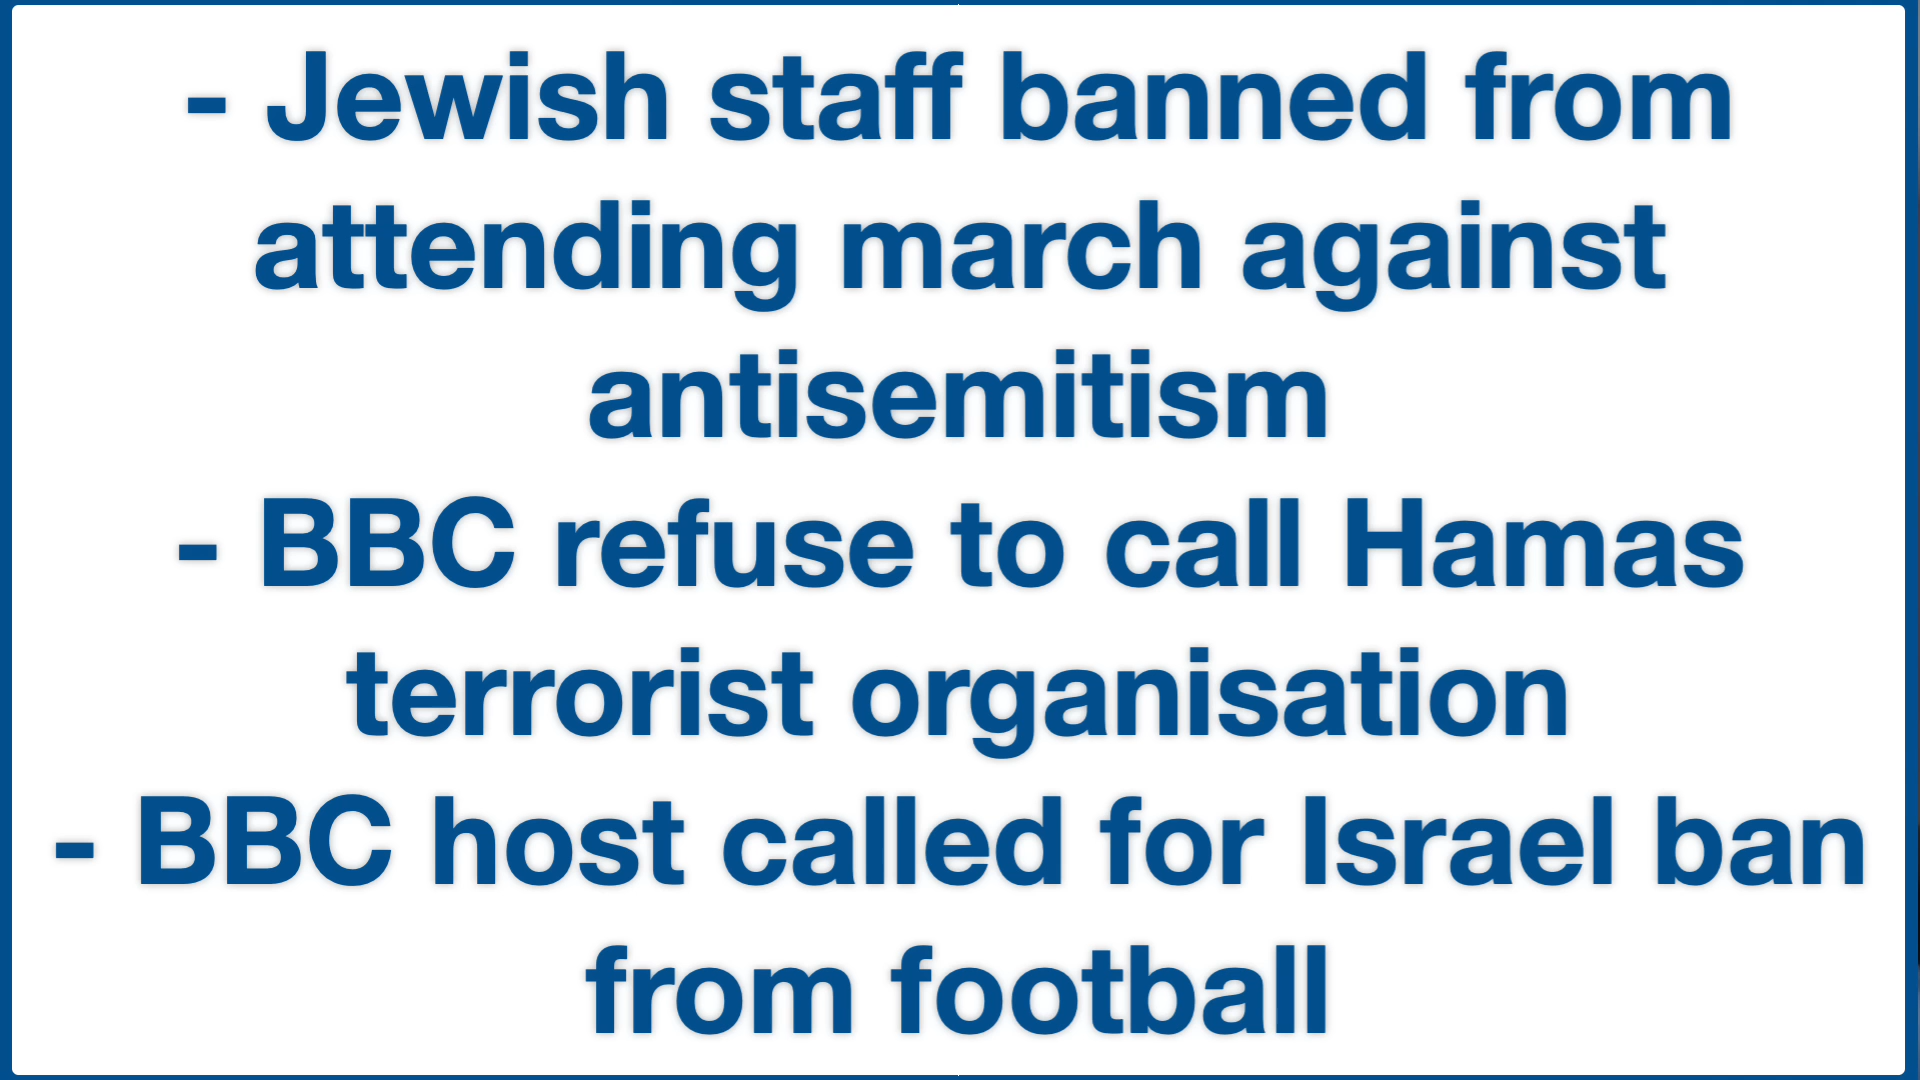 - Jewish staff banned from
attending march against
antisemitism
- BBC refuse to call Hamas
terrorist organisation
- BBC host called for Israel ban
from football